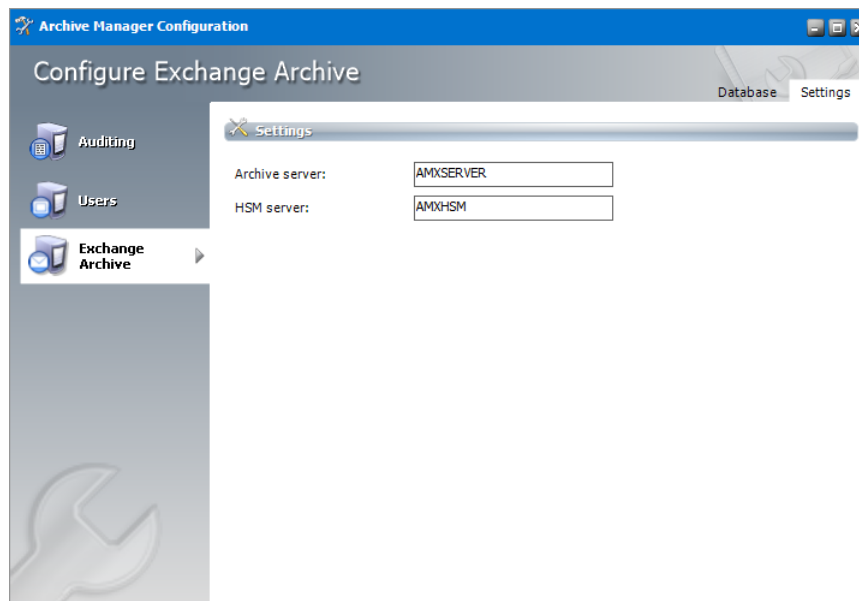 Archive Manager Configuration
Configure Exchange Archive
Database Settings
Auditing
Users
Exchange
Archive
Settings
Archive server: AMXSERVER
HSM server: AMXHSM